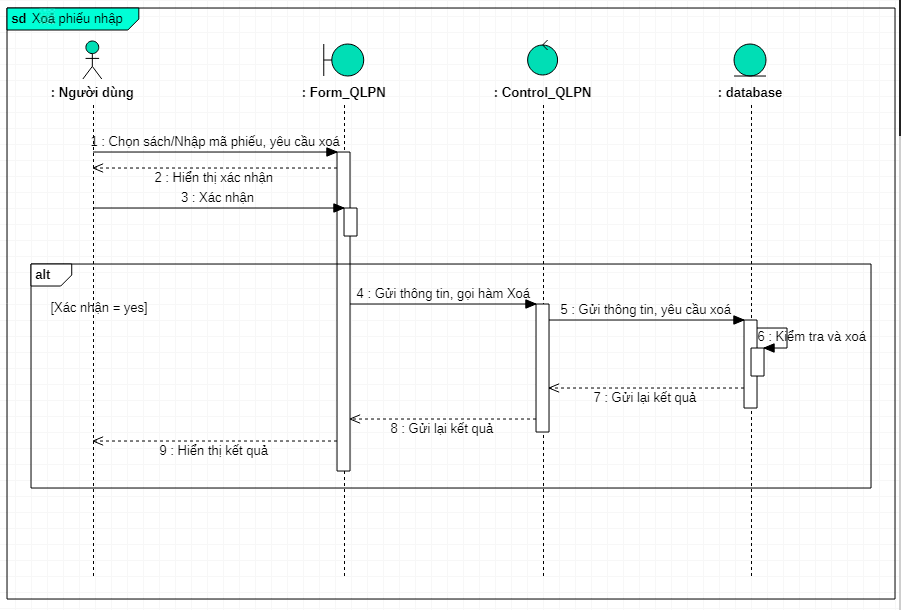 sd Xoá phiếu nhập
: Người dùng
: Form_QLPN
: Control_QLPN
: database
1 : Chọn sách/Nhập mã phiếu, yêu cầu xoá
2 : Hiển thị xác nhận
3 : Xác nhận
alt
[Xác nhận = yes]
4 : Gửi thông tin, gọi hàm Xoá
5 : Gửi thông tin, yêu cầu xoá
6 : Kiểm tra và xoá
7 : Gửi lại kết quả
8 : Gửi lại kết quả
9 : Hiển thị kết quả